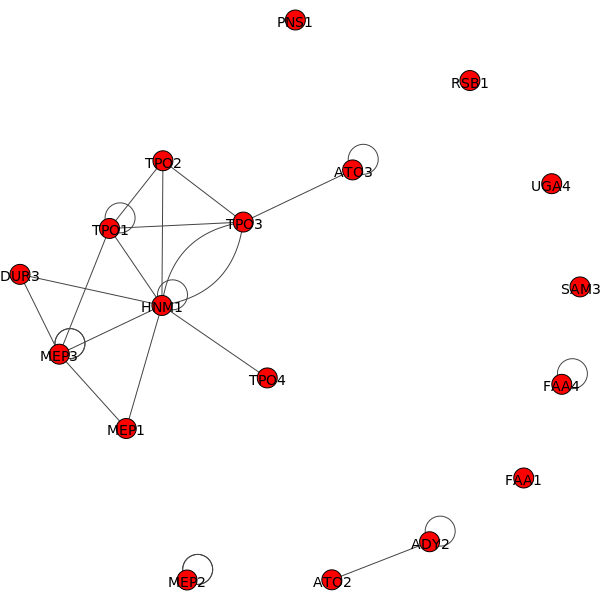 PNS1
RSB1
TPO2
ATO3
UGA4
TPO1
TPO3
DUR3
SAM3
HNM1
MEP3
TPO4
FAA4
MEP1
FAA1
ADY2
MEP2
ATO2